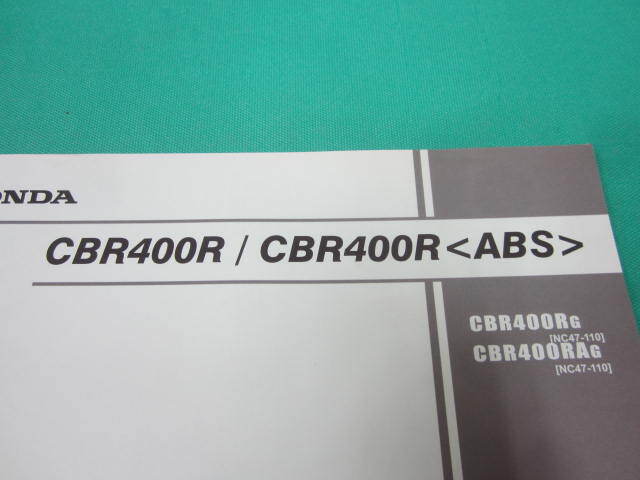 ONDA
CBR400R / CBR400R<ABS>
CBR400RG
[NC47-110]
CBR400RAG
[NC47-110]